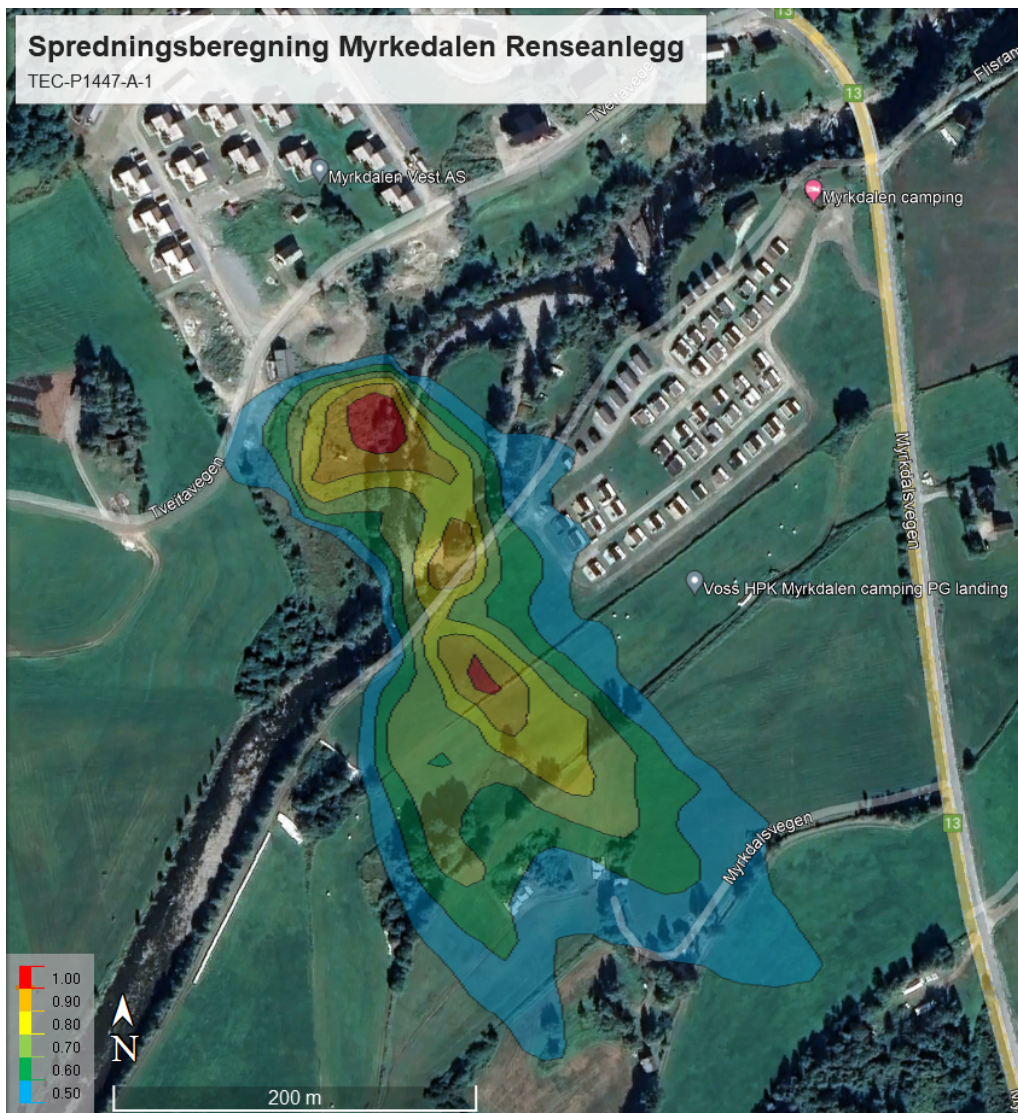 Spredningsberegning Myrkedalen Renseanlegg
TEC-P1447-A-1
13
13
Myrkdalen Vest AS
Myrkdalen camping
Tveitavegen
Myrkdalsvegen
Voss HPK Myrkdalen camping PG landing
Myrkdalsvegen
13
1.00
0.90
0.80
0.70
0.60
0.50
N
200 m